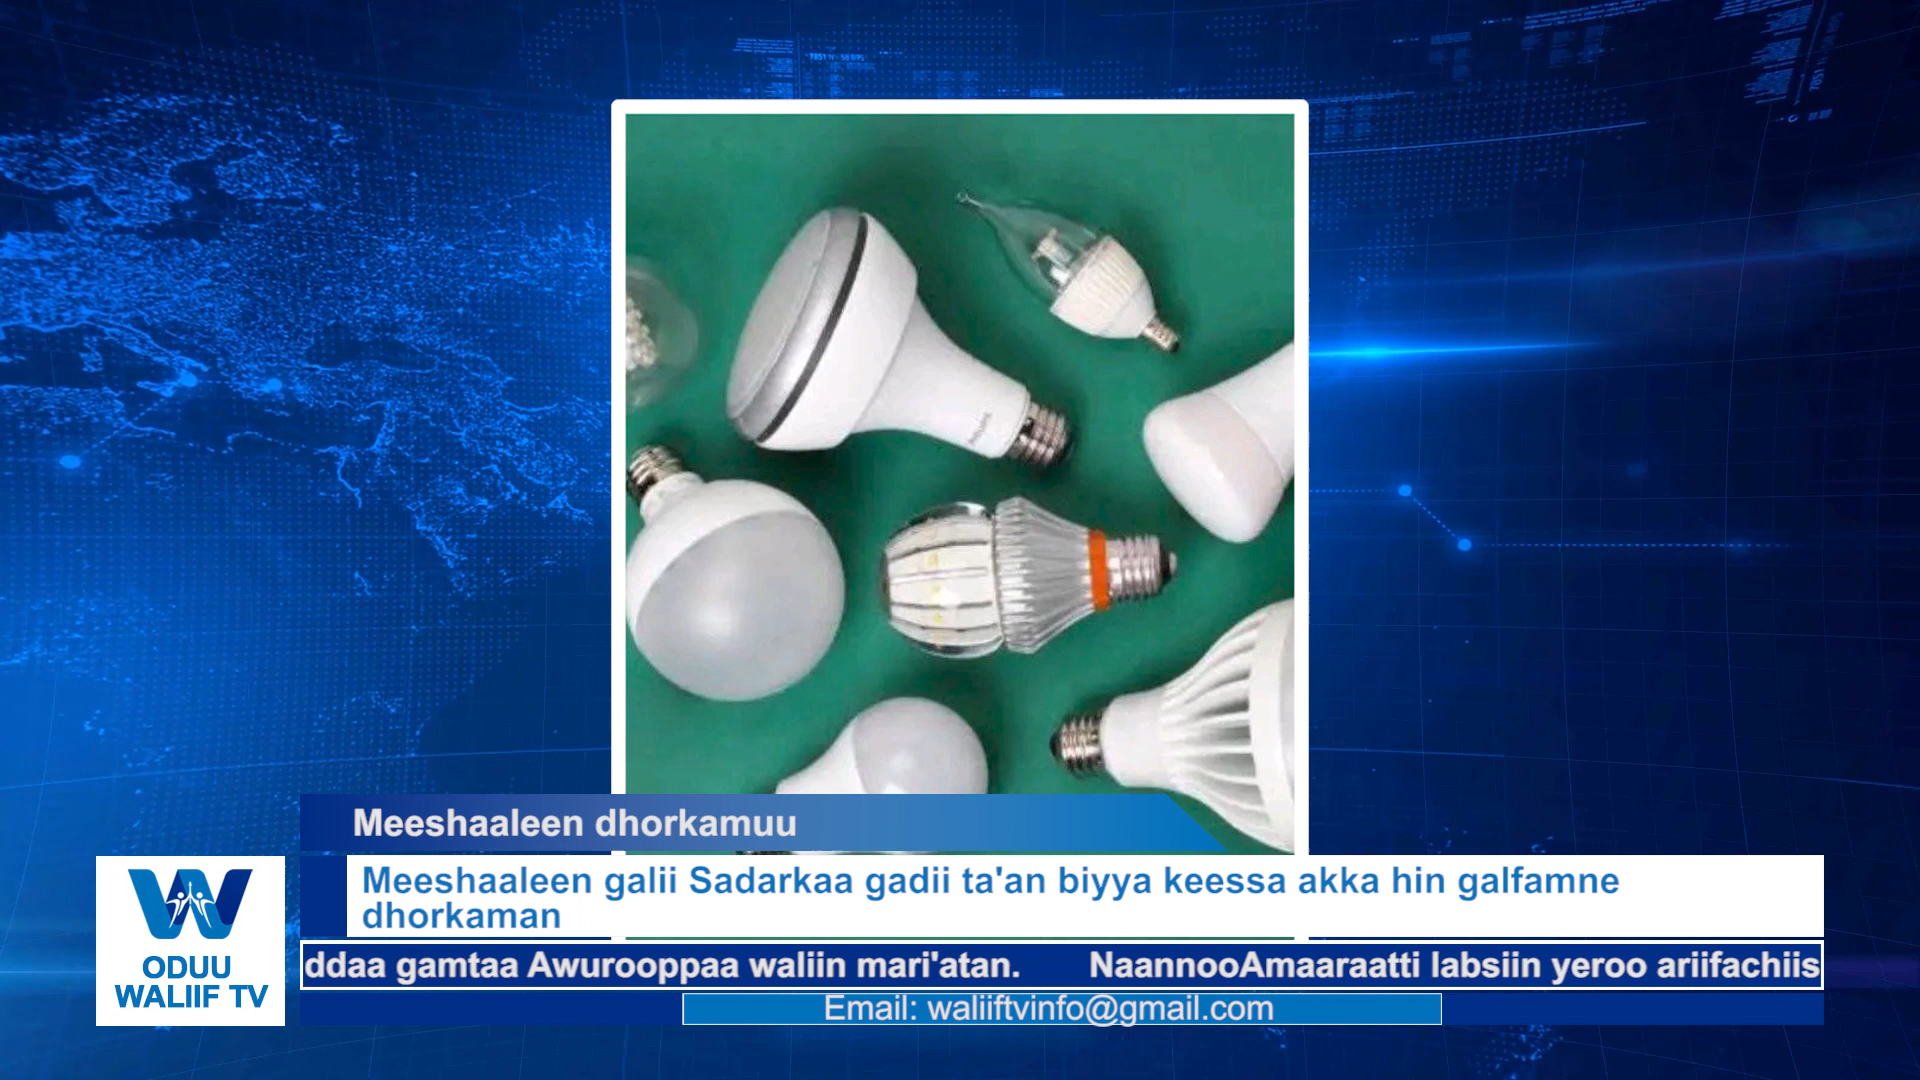 Meeshaaleen dhorkamuu
Meeshaaleen galii Sadarkaa gadii ta'an biyya keessa akka hin galfamne
dhorkaman
ddaa gamtaa Awurooppaa waliin mari'atan. NaannooAmaaraatti labsiin yeroo ariifachiis
Email: waliiftvinfo@gmail.com
ODUU
WALIIF TV